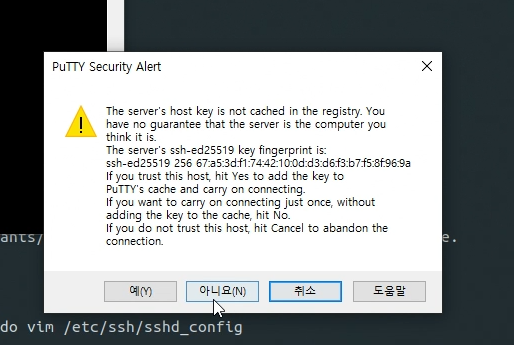 PuTTY Security Alert
The server's host key is not cached in the registry. You
have no guarantee that the server is the computer you
think it is.
The server's ssh-ed25519 key fingerprint is:
ssh-ed25519 256 67:a5:3d:f1:74:42:10:0d:d3:d6:f3:b7:f5:8f:96:9a
If you trust this host, hit Yes to add the key to
PuTTY's cache and carry on connecting.
If you want to carry on connecting just once, without
adding the key to the cache, hit No.
If you do not trust this host, hit Cancel to abandon the
connection.
ants/ e.
예(Y) 아니요(N) 취소 도움말
do vim /etc/ssh/sshd_config